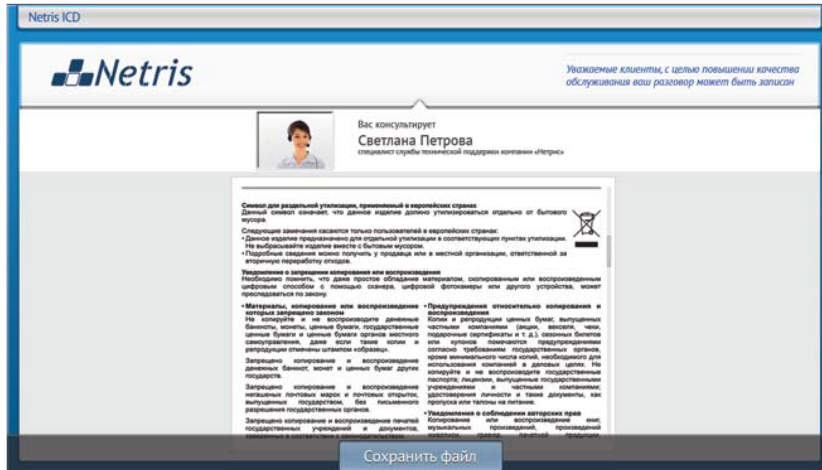 Netris ICD
Netris
Уважаемые клиенты, с целью повышении качества
обслуживания ваш разговор может быть записан
Вас консультирует
Светлана Петрова
специалист службы технической поддержки компании «Нетрис»
Символ для раздельной утилизации, применяемый в европейских странах
Данный символ означает, что данное изделие должно утилизироваться отдельно от бытового
мусора.
Следующие замечания касаются только пользователей в европейских странах:
• Данное изделие предназначено для отдельной утилизации в соответствующих пунктах утилизации.
Не выбрасывайте изделие вместе с бытовым мусором.
• Подробные сведения можно получить у продавца или в местной организации, ответственной за
вторичную переработку отходов.
Уведомление о запрещении копирования или воспроизведения
Необходимо помнить, что даже простое обладание материалом, скопированным или воспроизведенным
цифровым способом с помощью сканера, цифровой фотокамеры или другого устройства, может
преследоваться по закону.
• Материалы, копирование или воспроизведение
которых запрещено законом
Не копируйте и не воспроизводите денежные
банкноты, монеты, ценные бумаги, государственные
ценные бумаги и ценные бумаги органов местного
самоуправления, даже если такие копии и
репродукции отмечены штампом «образец».
Запрещено копирование и воспроизведение
денежных банкнот, монет и ценных бумаг других
государств.
Запрещено копирование и воспроизведение
негашеных почтовых марок и почтовых открыток,
выпущенных государством, без письменного
разрешения государственных органов.
Запрещено копирование и воспроизведение печатей
государственных учреждений и документов,
заверенных в соответствии с законодательством.
• Предупреждения относительно копирования и
воспроизведения
Копии и репродукции ценных бумаг, выпущенных
частными компаниями (акции, векселя, чеки,
подарочные сертификаты и т. д.), сезонных билетов
или купонов помечаются предупреждениями
согласно требованиям государственных органов,
кроме минимального числа копий, необходимого для
использования компанией в деловых целях. Не
копируйте и не воспроизводите государственные
паспорта; лицензии, выпущенные государственными
учреждениями и частными компаниями;
удостоверения личности и такие документы, как
пропуска или талоны на питание.
• Уведомления о соблюдении авторских прав
Копирование или воспроизведение книг,
музыкальных произведений, произведений
живописи, гравюр, печатной продукции,
Сохранить файл